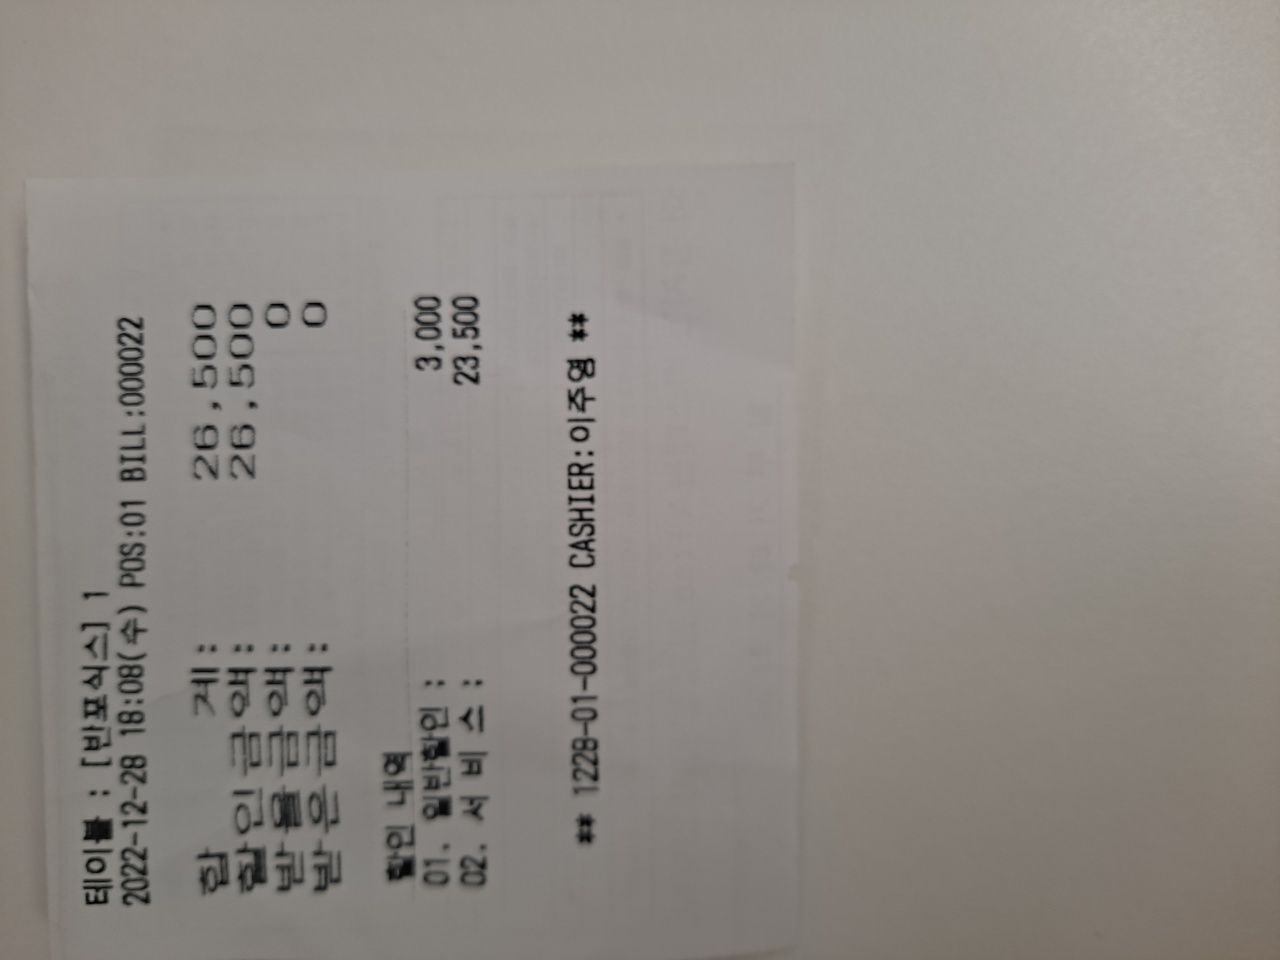 테이블 : [반포식스] 1
2022-12-28 18:08(수) POS:01 BILL:000022
합 계: 26,500
할인금액: 26,500
받을금액: 0
받은금액: 0
할인 내역
01. 일반할인 : 3,000
02. 서 비 스 : 23,500
** 1228-01-000022 CASHIER:이주영 **